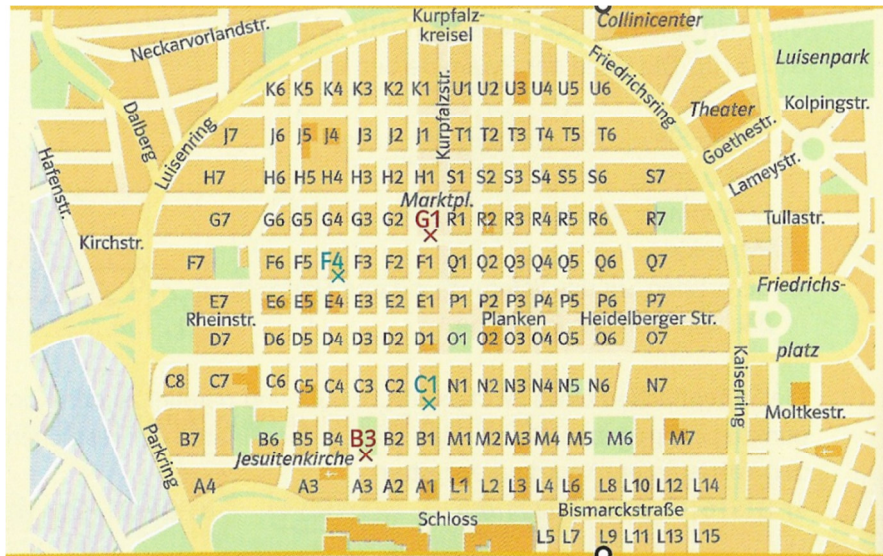 Collinicenter
Kurpfalz-
kreisel
Neckarvorlandstr.
Friedrichsring
Luisenpark
K6 K5 K4 K3 K2 K1 U1 U2 U3 U4 U5 U6
Kurpfalzstr.
Theater
Kolpingstr.
Dalberg
Luisenring
J7 J6 J5 J4 J3 J2 J1 T1 T2 T3 T4 T5 T6
Goethestr.
Hafenstr.
H7 H6 H5 H4 H3 H2 H1 S1 S2 S3 S4 S5 S6 S7
Lameystr.
Marktpl.
G7 G6 G5 G4 G3 G2 G1 R1 R2 R3 R4 R5 R6 R7
Tullastr.
Kirchstr.
F7 F6 F5 F4 F3 F2 F1 Q1 Q2 Q3 Q4 Q5 Q6 Q7
Friedrichs-
E7 E6 E5 E4 E3 E2 E1 P1 P2 P3 P4 P5 P6 P7
Rheinstr.
Planken
Heidelberger Str.
D7 D6 D5 D4 D3 D2 D1 O1 O2 O3 O4 O5 O6 O7
platz
Kaiserring
C8 C7 C6 C5 C4 C3 C2 C1 N1 N2 N3 N4 N5 N6 N7
Moltkestr.
Parkring
B7 B6 B5 B4 B3 B2 B1 M1 M2 M3 M4 M5 M6 M7
Jesuitenkirche
A4 A3 A3 A2 A1 L1 L2 L3 L4 L6 L8 L10 L12 L14
Bismarckstraße
Schloss
L5 L7 L9 L11 L13 L15